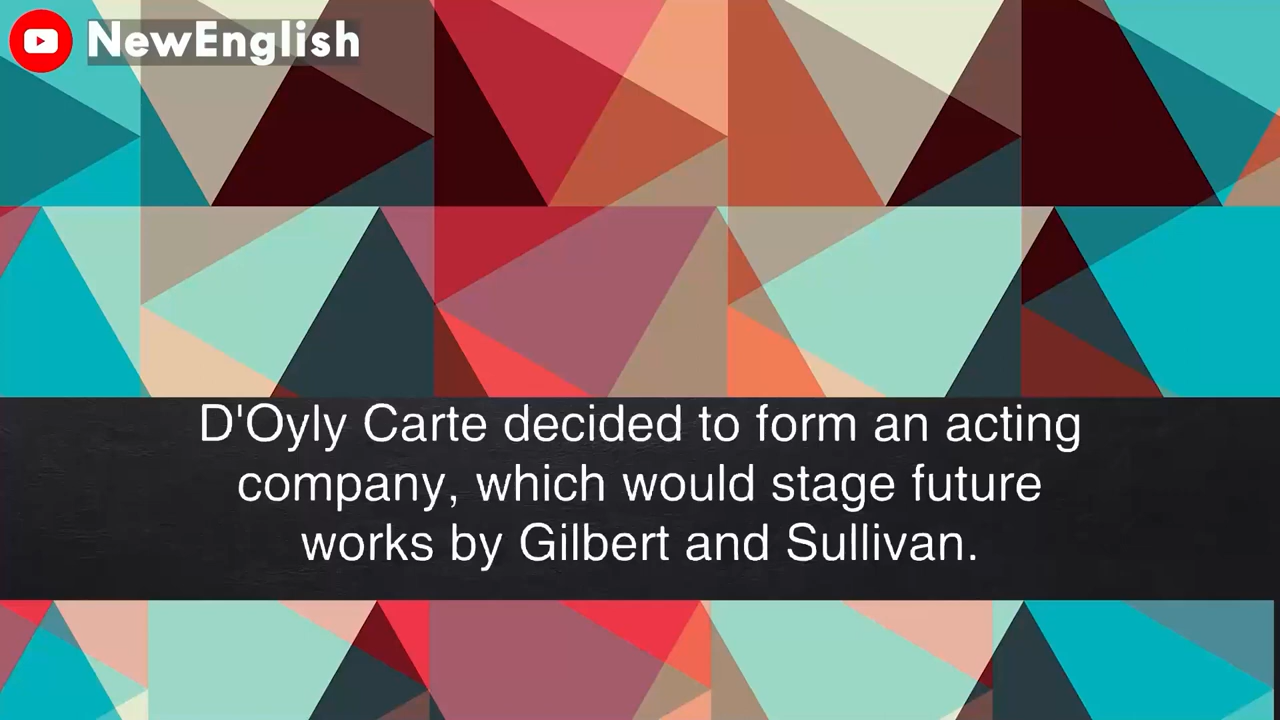 NewEnglish
D'Oyly Carte decided to form an acting
company, which would stage future
works by Gilbert and Sullivan.